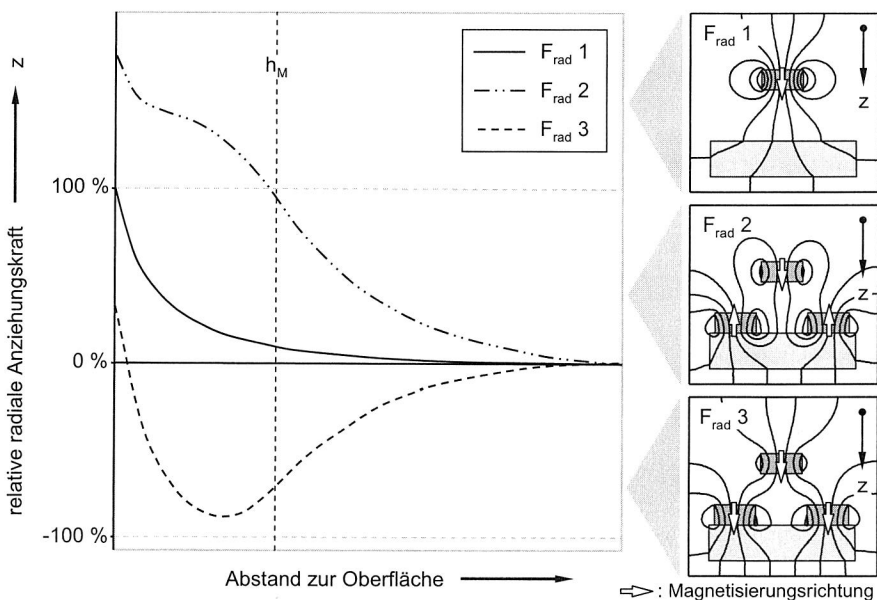 relative radiale Anziehungskraft
z
100 %
0 %
-100 %
h_M
F_rad 1
F_rad 2
F_rad 3
Abstand zur Oberfläche
F_rad 1
z
F_rad 2
z
F_rad 3
z
: Magnetisierungsrichtung